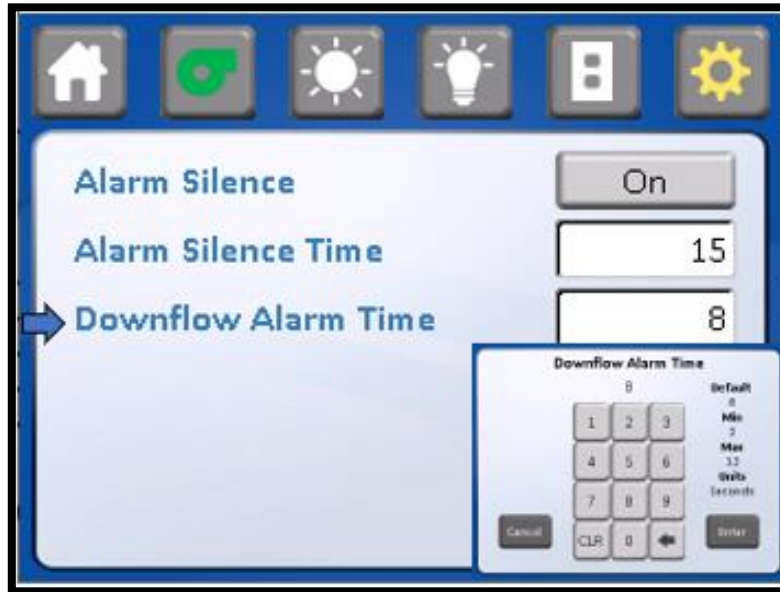 Alarm Silence On
Alarm Silence Time 15
Downflow Alarm Time 8
Downflow Alarm Time
8
Default
8
Min
Max
Units
Seconds
1 2 3
4 5 6
7 8 9
Cancel CLR 0 Enter